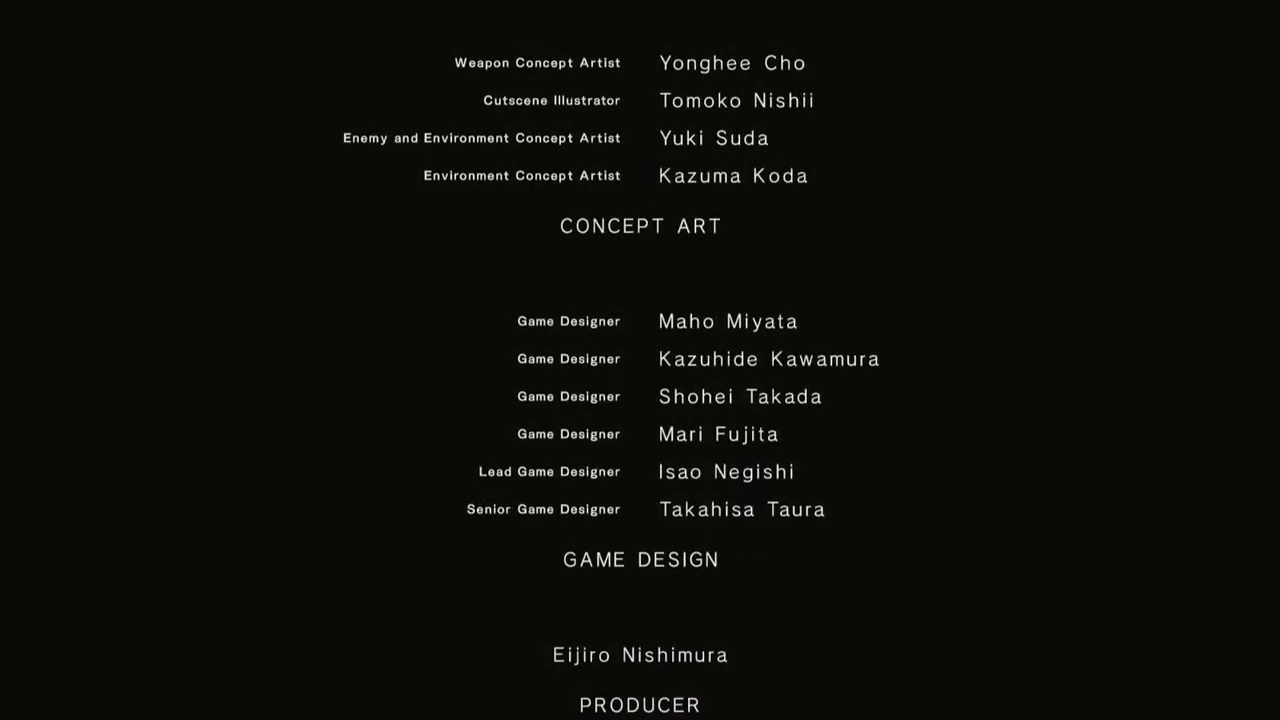 Weapon Concept Artist Yonghee Cho
Cutscene Illustrator Tomoko Nishii
Enemy and Environment Concept Artist Yuki Suda
Environment Concept Artist Kazuma Koda
CONCEPT ART
Game Designer Maho Miyata
Game Designer Kazuhide Kawamura
Game Designer Shohei Takada
Game Designer Mari Fujita
Lead Game Designer Isao Negishi
Senior Game Designer Takahisa Taura
GAME DESIGN
Eijiro Nishimura
PRODUCER